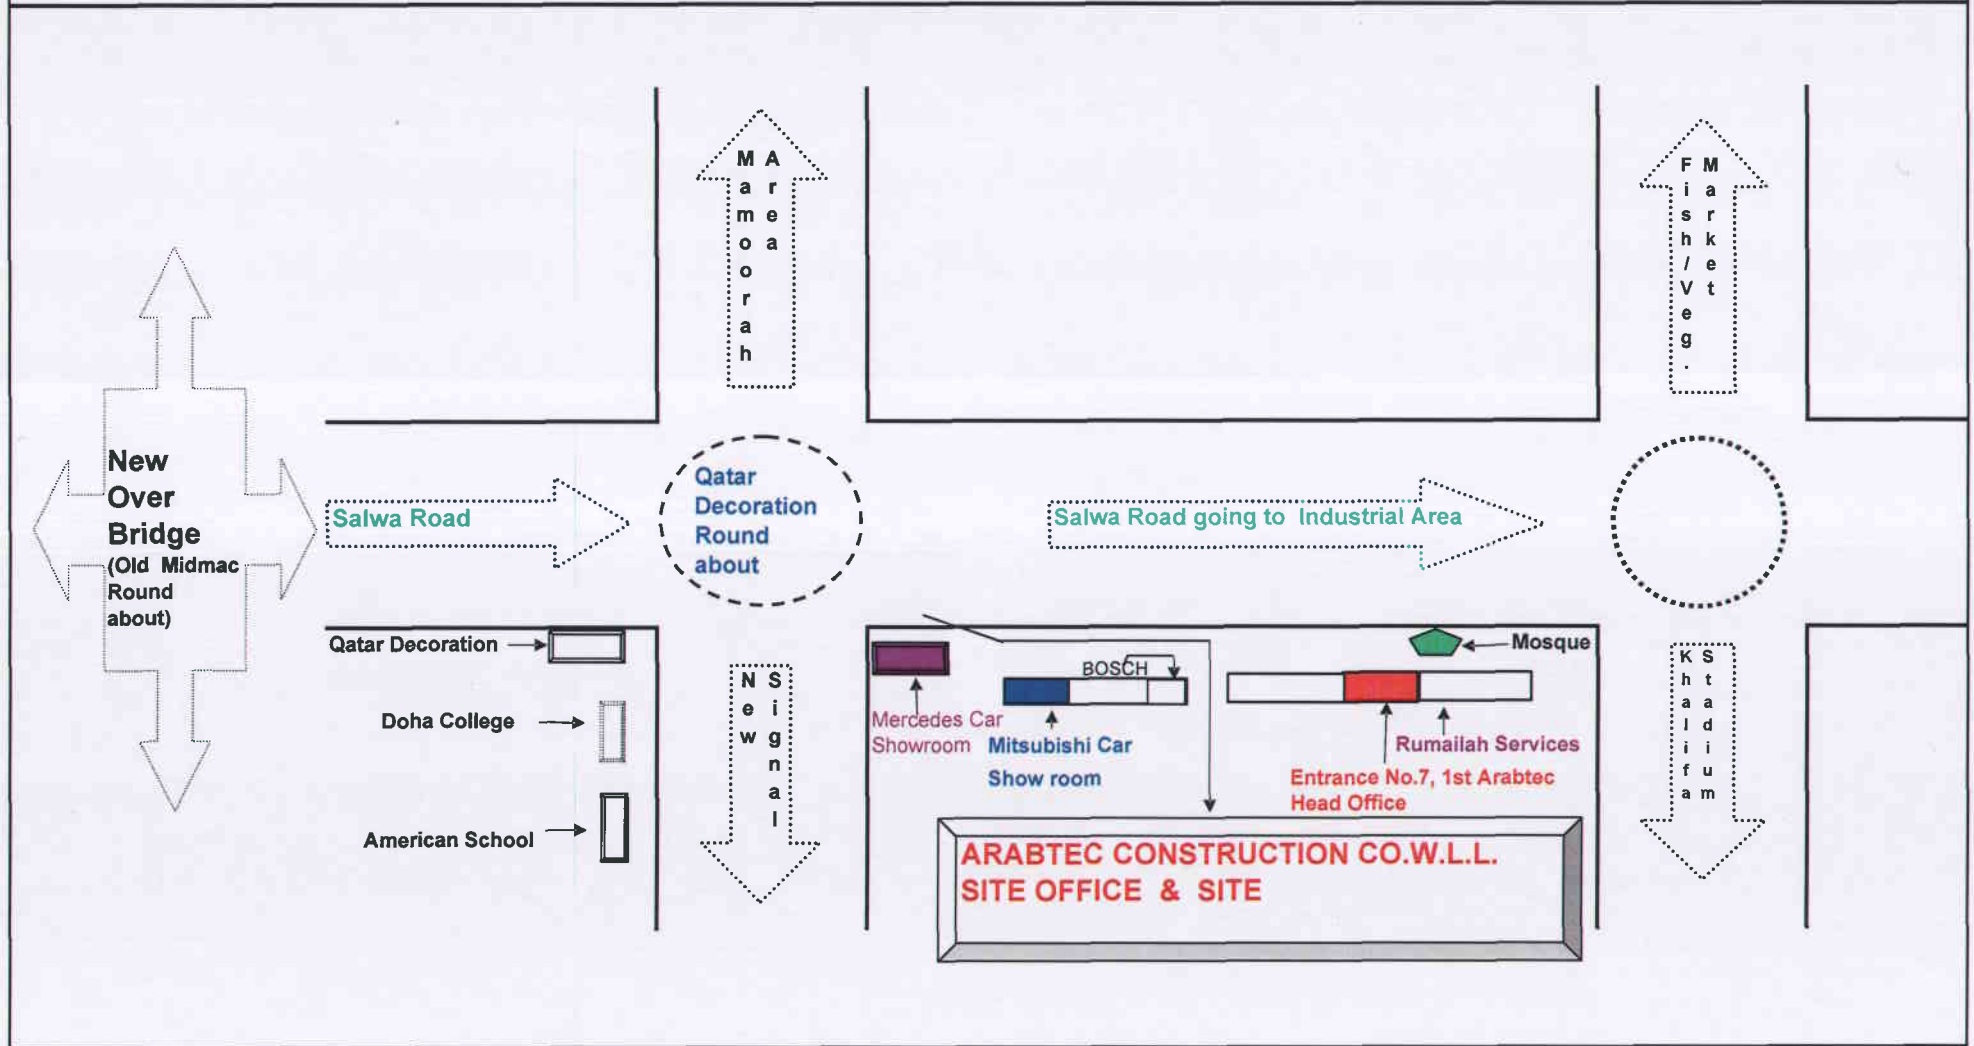 Mamoorah
Area
Fish/Veg.
Market
New
Over
Bridge
(Old Midmac
Round
about)
Salwa Road
Qatar
Decoration
Round
about
Salwa Road going to Industrial Area
Qatar Decoration
Doha College
American School
New
Signal
Mercedes Car
Showroom
BOSCH
Mitsubishi Car
Show room
Mosque
Rumailah Services
Entrance No.7, 1st Arabtec
Head Office
Khalifa
Stadium
ARABTEC CONSTRUCTION CO.W.L.L.
SITE OFFICE & SITE